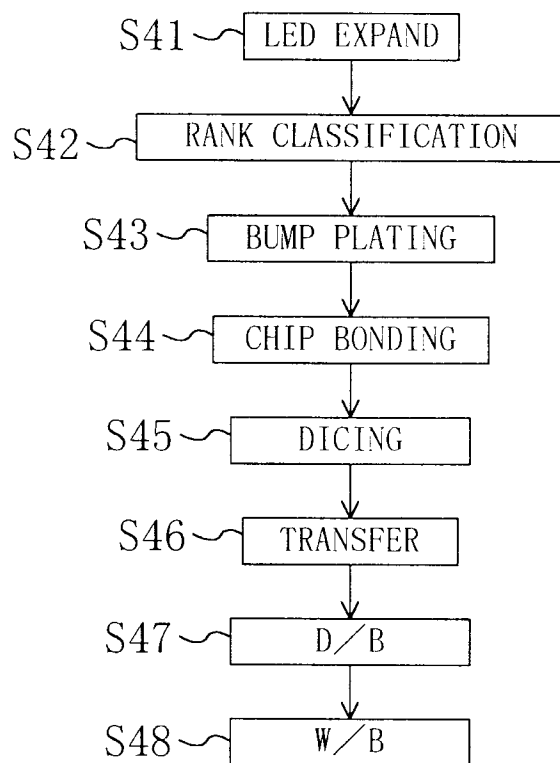 S41 LED EXPAND
S42 RANK CLASSIFICATION
S43 BUMP PLATING
S44 CHIP BONDING
S45 DICING
S46 TRANSFER
S47 D/B
S48 W/B